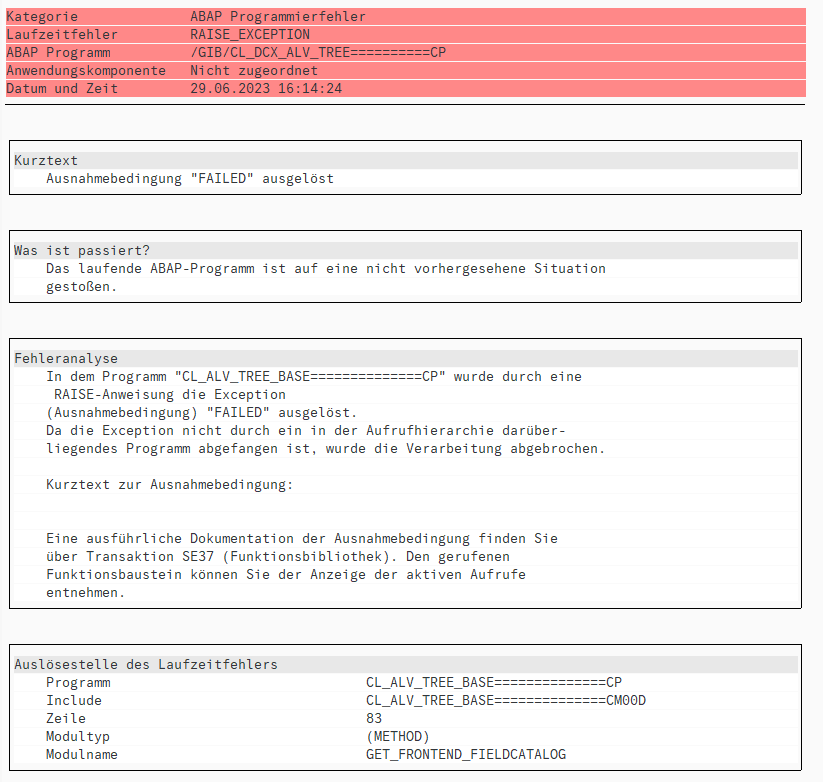 Kategorie ABAP Programmierfehler
Laufzeitfehler RAISE_EXCEPTION
ABAP Programm /GIB/CL_DCX_ALV_TREE==========CP
Anwendungskomponente Nicht zugeordnet
Datum und Zeit 29.06.2023 16:14:24
Kurztext
Ausnahmebedingung "FAILED" ausgelöst
Was ist passiert?
Das laufende ABAP-Programm ist auf eine nicht vorhergesehene Situation
gestoßen.
Fehleranalyse
In dem Programm "CL_ALV_TREE_BASE==============CP" wurde durch eine
RAISE-Anweisung die Exception
(Ausnahmebedingung) "FAILED" ausgelöst.
Da die Exception nicht durch ein in der Aufrufhierarchie darüber-
liegendes Programm abgefangen ist, wurde die Verarbeitung abgebrochen.
Kurztext zur Ausnahmebedingung:
Eine ausführliche Dokumentation der Ausnahmebedingung finden Sie
über Transaktion SE37 (Funktionsbibliothek). Den gerufenen
Funktionsbaustein können Sie der Anzeige der aktiven Aufrufe
entnehmen.
Auslösestelle des Laufzeitfehlers
Programm CL_ALV_TREE_BASE==============CP
Include CL_ALV_TREE_BASE==============CM00D
Zeile 83
Modultyp (METHOD)
Modulname GET_FRONTEND_FIELDCATALOG